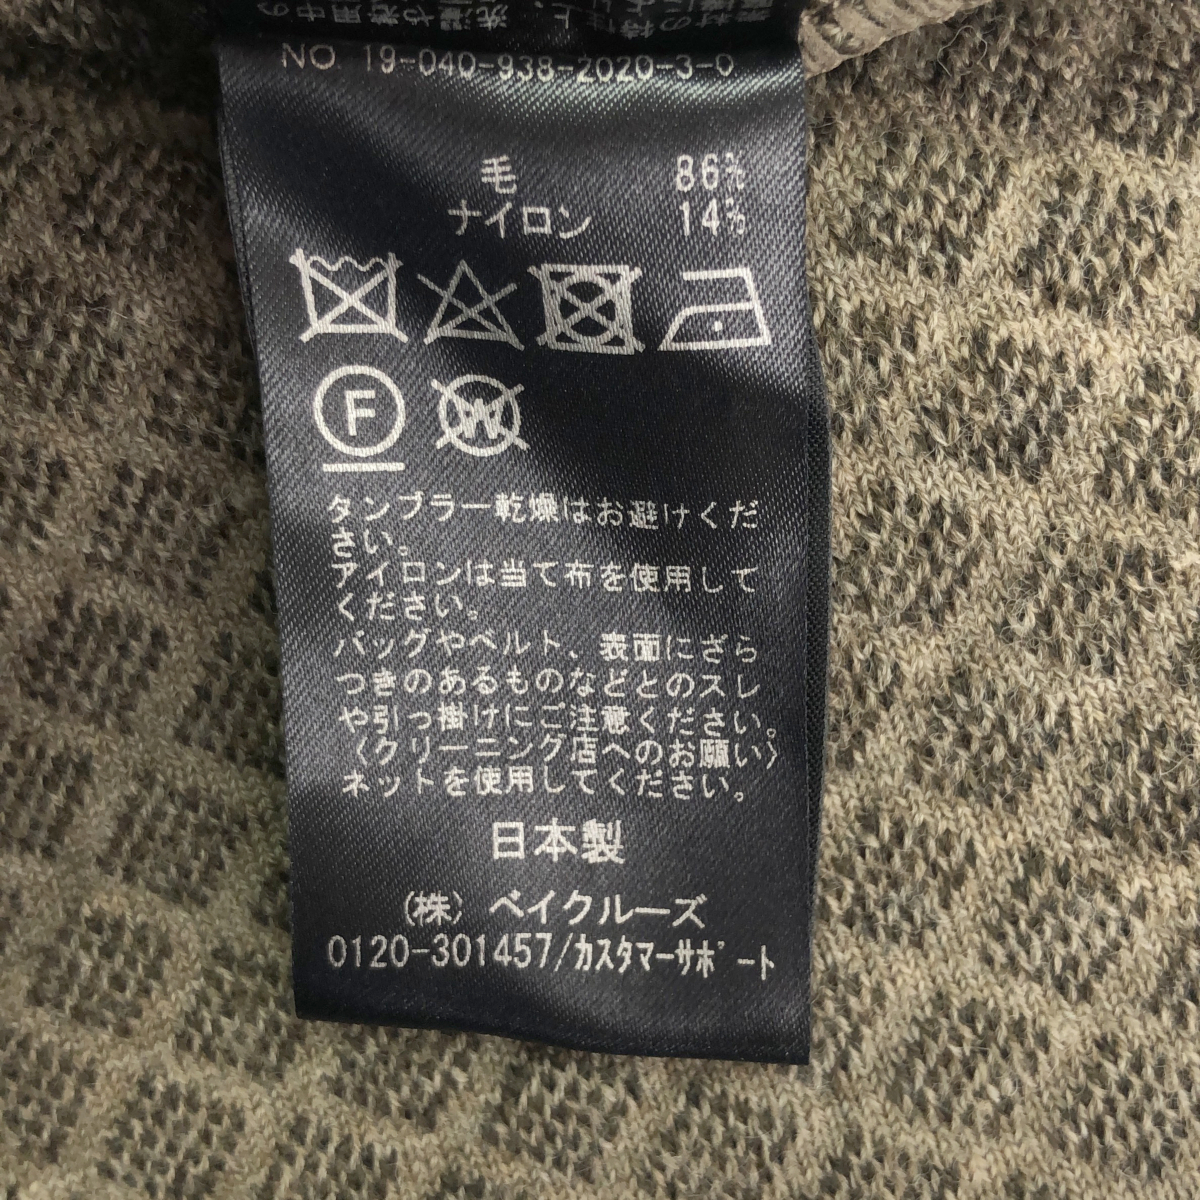 NO. 19-040-938-2020-3-0
毛 86%
ナイロン 14%
F
W
タンブラー乾燥はお避けくだ
さい。
アイロンは当て布を使用して
ください。
バッグやベルト、表面にざら
つきのあるものなどとのスレ
や引っ掛けにご注意ください。
〈クリーニング店へのお願い〉
ネットを使用してください。
日本製
(株) ベイクルーズ
0120-301457/カスタマーサポート